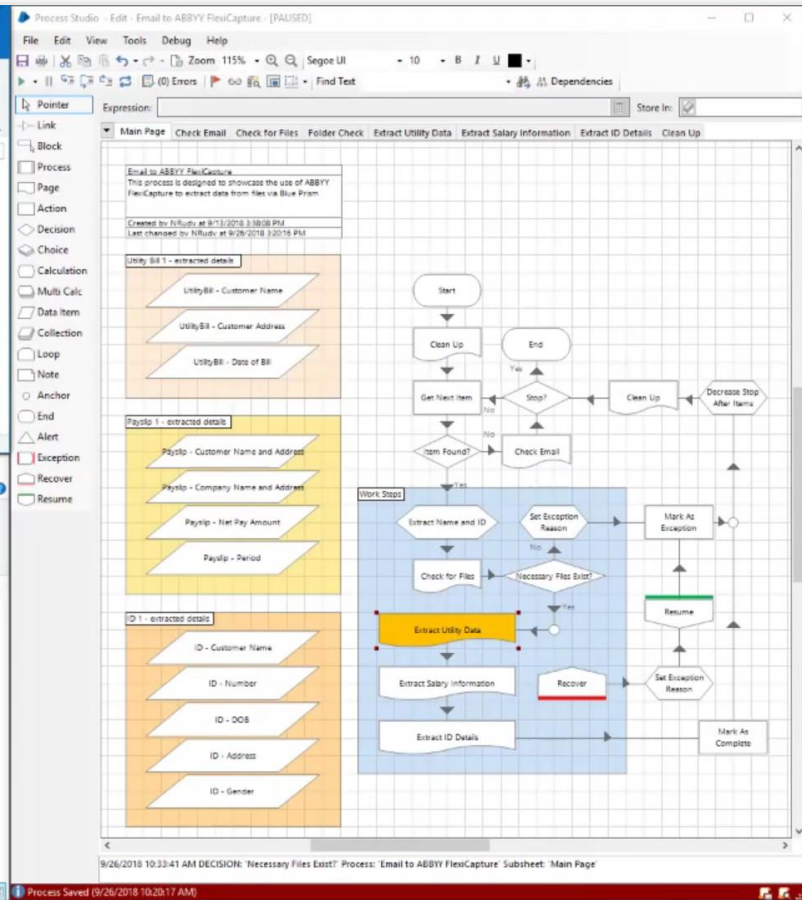 Process Studio - Edit - Email to ABBYY FlexiCapture - [PAUSED]
File Edit View Tools Debug Help
Zoom 115% Segoe UI 10 B I U
(0) Errors Find Text Dependencies
Expression: Store In:
Pointer
Link
Block
Process
Page
Action
Decision
Choice
Calculation
Multi Calc
Data Item
Collection
Loop
Note
Anchor
End
Alert
Exception
Recover
Resume
Main Page Check Email Check for Files Folder Check Extract Utility Data Extract Salary Information Extract ID Details Clean Up
Email to ABBYY FlexiCapture
This process is designed to showcase the use of ABBYY
FlexiCapture to extract data from files via Blue Prism
Created by NRudy at 9/13/2018 3:38:08 PM
Last changed by NRudy at 9/26/2018 3:20:16 PM
Utility Bill 1 - extracted details
UtilityBill - Customer Name
UtilityBill - Customer Address
UtilityBill - Date of Bill
Payslip 1 - extracted details
Payslip - Customer Name and Address
Payslip - Company Name and Address
Payslip - Net Pay Amount
Payslip - Period
ID 1 - extracted details
ID - Customer Name
ID - Number
ID - DOB
ID - Address
ID - Gender
Start
Clean Up
End
Yes
Get Next Item
No
Stop?
Clean Up
Decrease Stop
After Items
No
Item Found?
Check Email
Yes
Work Steps
Extract Name and ID
Set Exception
Reason
Mark As
Exception
No
Check for Files
Necessary Files Exist?
Yes
Resume
Extract Utility Data
Extract Salary Information
Recover
Set Exception
Reason
Extract ID Details
Mark As
Complete
9/26/2018 10:33:41 AM DECISION: 'Necessary Files Exist?' Process: 'Email to ABBYY FlexiCapture' Subsheet: 'Main Page'
Process Saved (9/26/2018 10:20:17 AM)